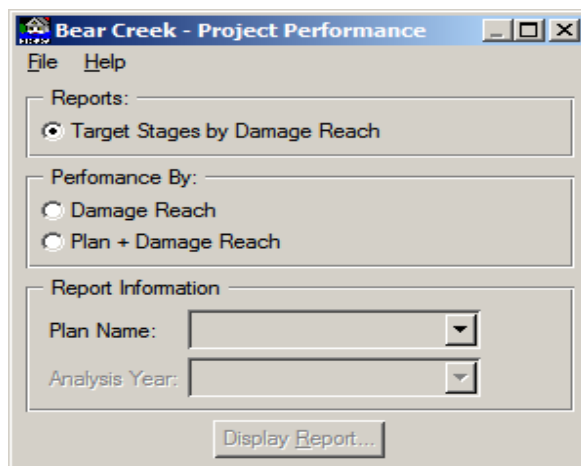 Bear Creek - Project Performance
File Help
Reports:
Target Stages by Damage Reach
Perfomance By:
Damage Reach
Plan + Damage Reach
Report Information
Plan Name:
Analysis Year:
Display Report...